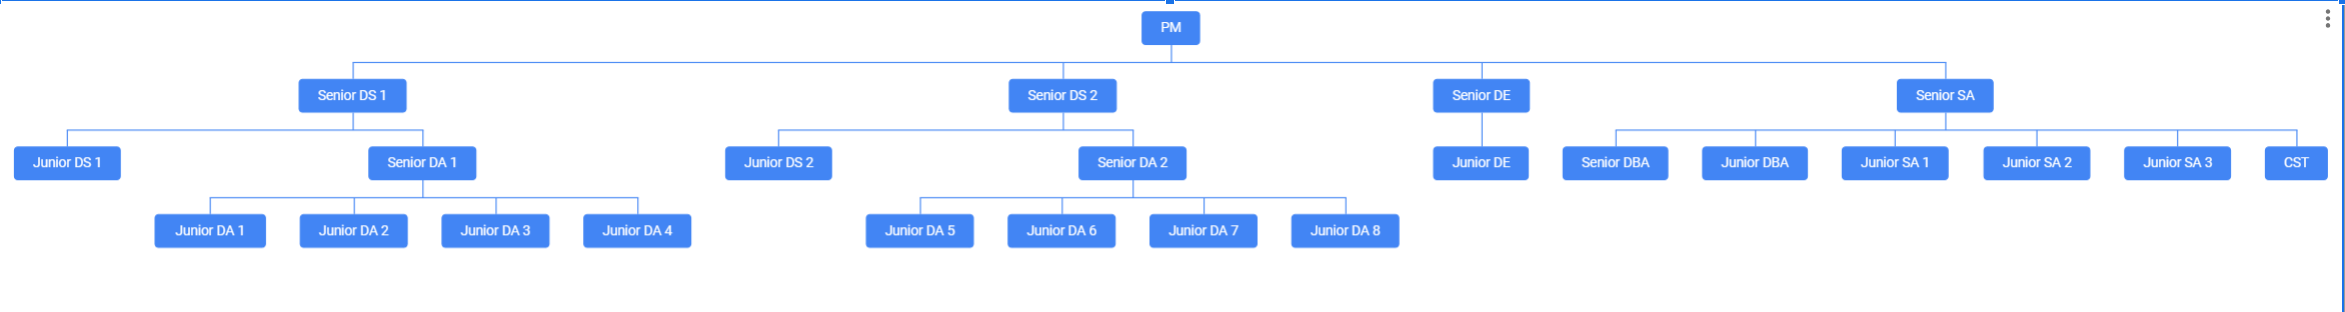 PM
Senior DS 1
Senior DS 2
Senior DE
Senior SA
Junior DS 1
Senior DA 1
Junior DS 2
Senior DA 2
Junior DE
Senior DBA
Junior DBA
Junior SA 1
Junior SA 2
Junior SA 3
CST
Junior DA 1
Junior DA 2
Junior DA 3
Junior DA 4
Junior DA 5
Junior DA 6
Junior DA 7
Junior DA 8